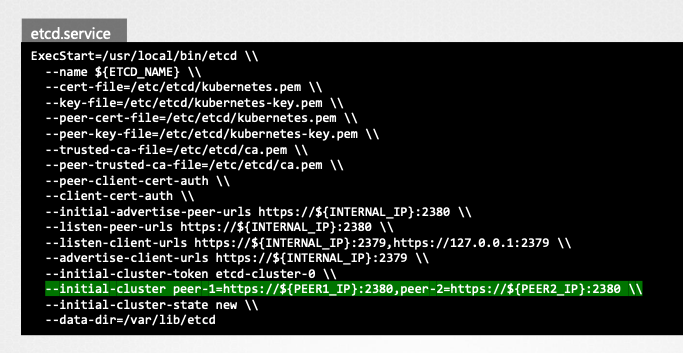 etcd.service
ExecStart=/usr/local/bin/etcd \\
--name ${ETCD_NAME} \\
--cert-file=/etc/etcd/kubernetes.pem \\
--key-file=/etc/etcd/kubernetes-key.pem \\
--peer-cert-file=/etc/etcd/kubernetes.pem \\
--peer-key-file=/etc/etcd/kubernetes-key.pem \\
--trusted-ca-file=/etc/etcd/ca.pem \\
--peer-trusted-ca-file=/etc/etcd/ca.pem \\
--peer-client-cert-auth \\
--client-cert-auth \\
--initial-advertise-peer-urls https://${INTERNAL_IP}:2380 \\
--listen-peer-urls https://${INTERNAL_IP}:2380 \\
--listen-client-urls https://${INTERNAL_IP}:2379,https://127.0.0.1:2379 \\
--advertise-client-urls https://${INTERNAL_IP}:2379 \\
--initial-cluster-token etcd-cluster-0 \\
--initial-cluster peer-1=https://${PEER1_IP}:2380,peer-2=https://${PEER2_IP}:2380 \\
--initial-cluster-state new \\
--data-dir=/var/lib/etcd